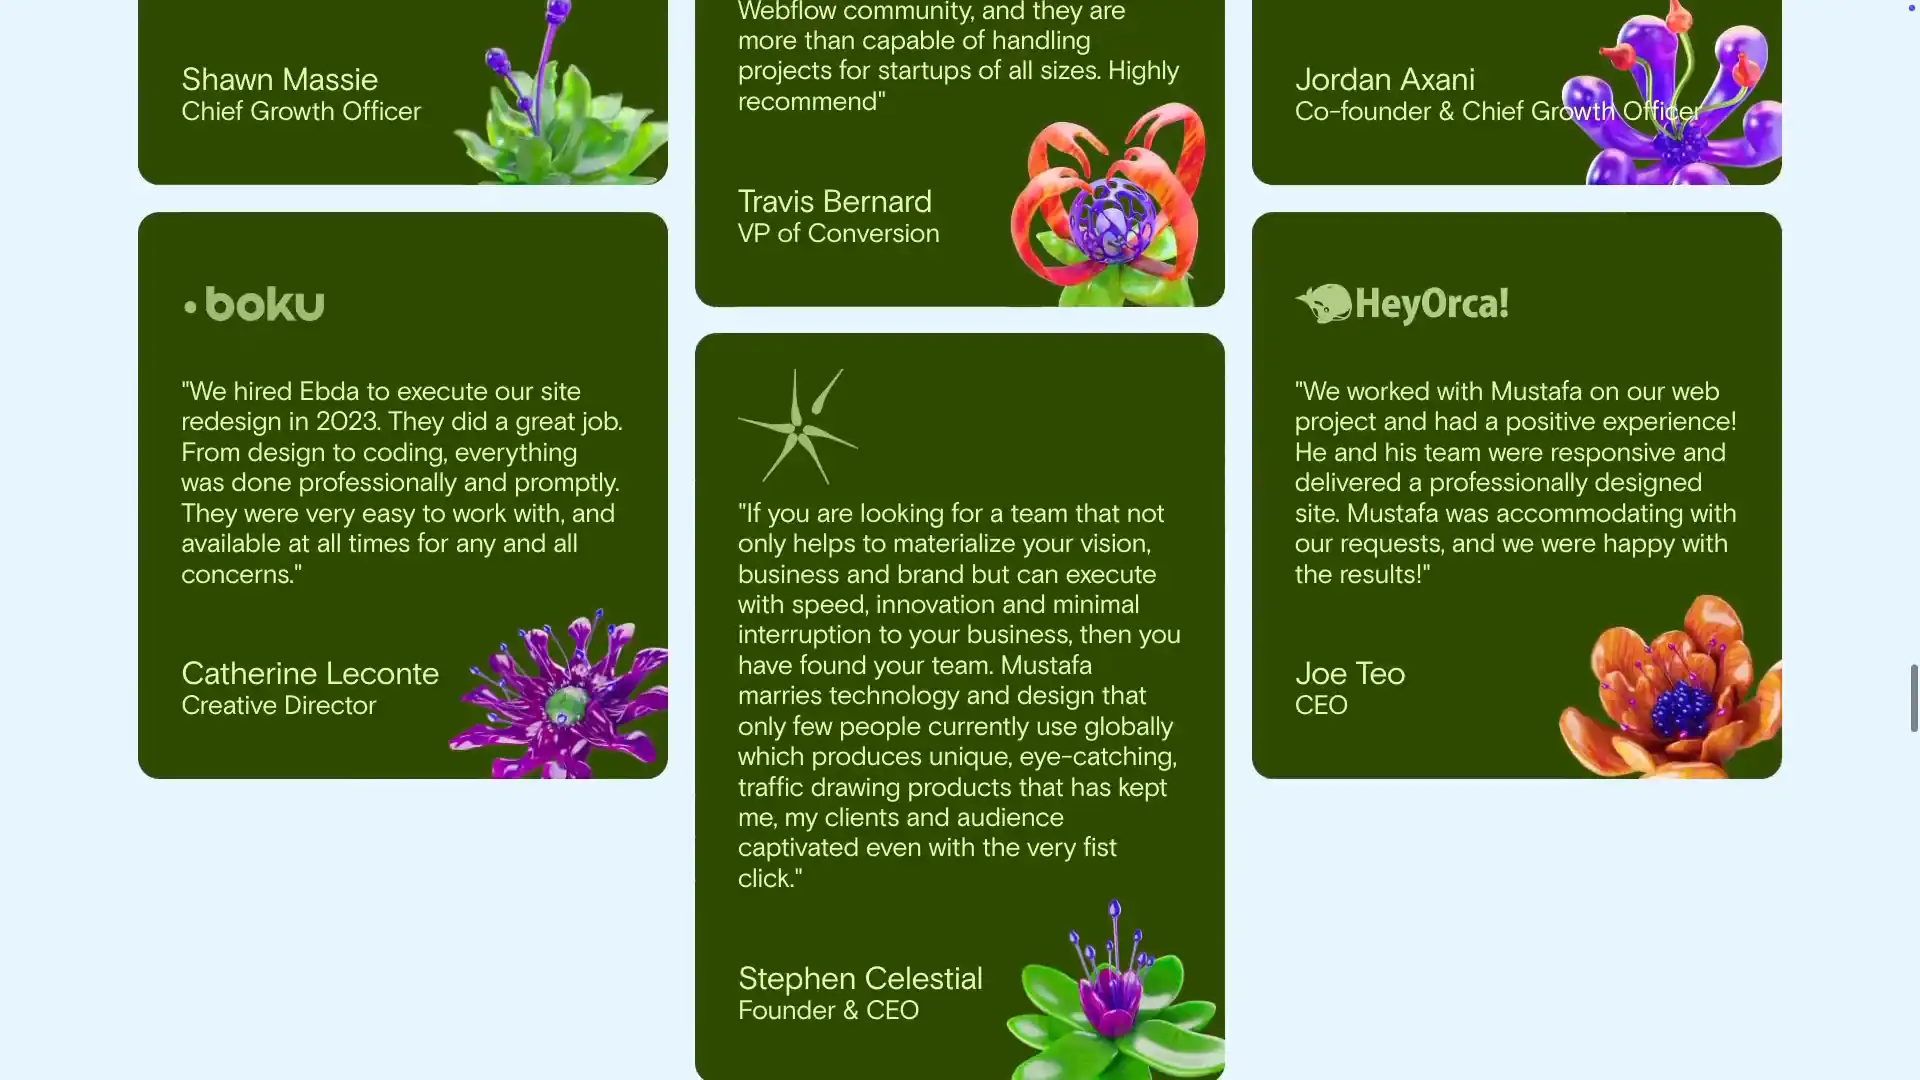 Shawn Massie
Chief Growth Officer
boku
"We hired Ebda to execute our site
redesign in 2023. They did a great job.
From design to coding, everything
was done professionally and promptly.
They were very easy to work with, and
available at all times for any and all
concerns."
Catherine Leconte
Creative Director
Webflow community, and they are
more than capable of handling
projects for startups of all sizes. Highly
recommend"
Travis Bernard
VP of Conversion
"If you are looking for a team that not
only helps to materialize your vision,
business and brand but can execute
with speed, innovation and minimal
interruption to your business, then you
have found your team. Mustafa
marries technology and design that
only few people currently use globally
which produces unique, eye-catching,
traffic drawing products that has kept
me, my clients and audience
captivated even with the very fist
click."
Stephen Celestial
Founder & CEO
Jordan Axani
Co-founder & Chief Growth Officer
HeyOrca!
"We worked with Mustafa on our web
project and had a positive experience!
He and his team were responsive and
delivered a professionally designed
site. Mustafa was accommodating with
our requests, and we were happy with
the results!"
Joe Teo
CEO